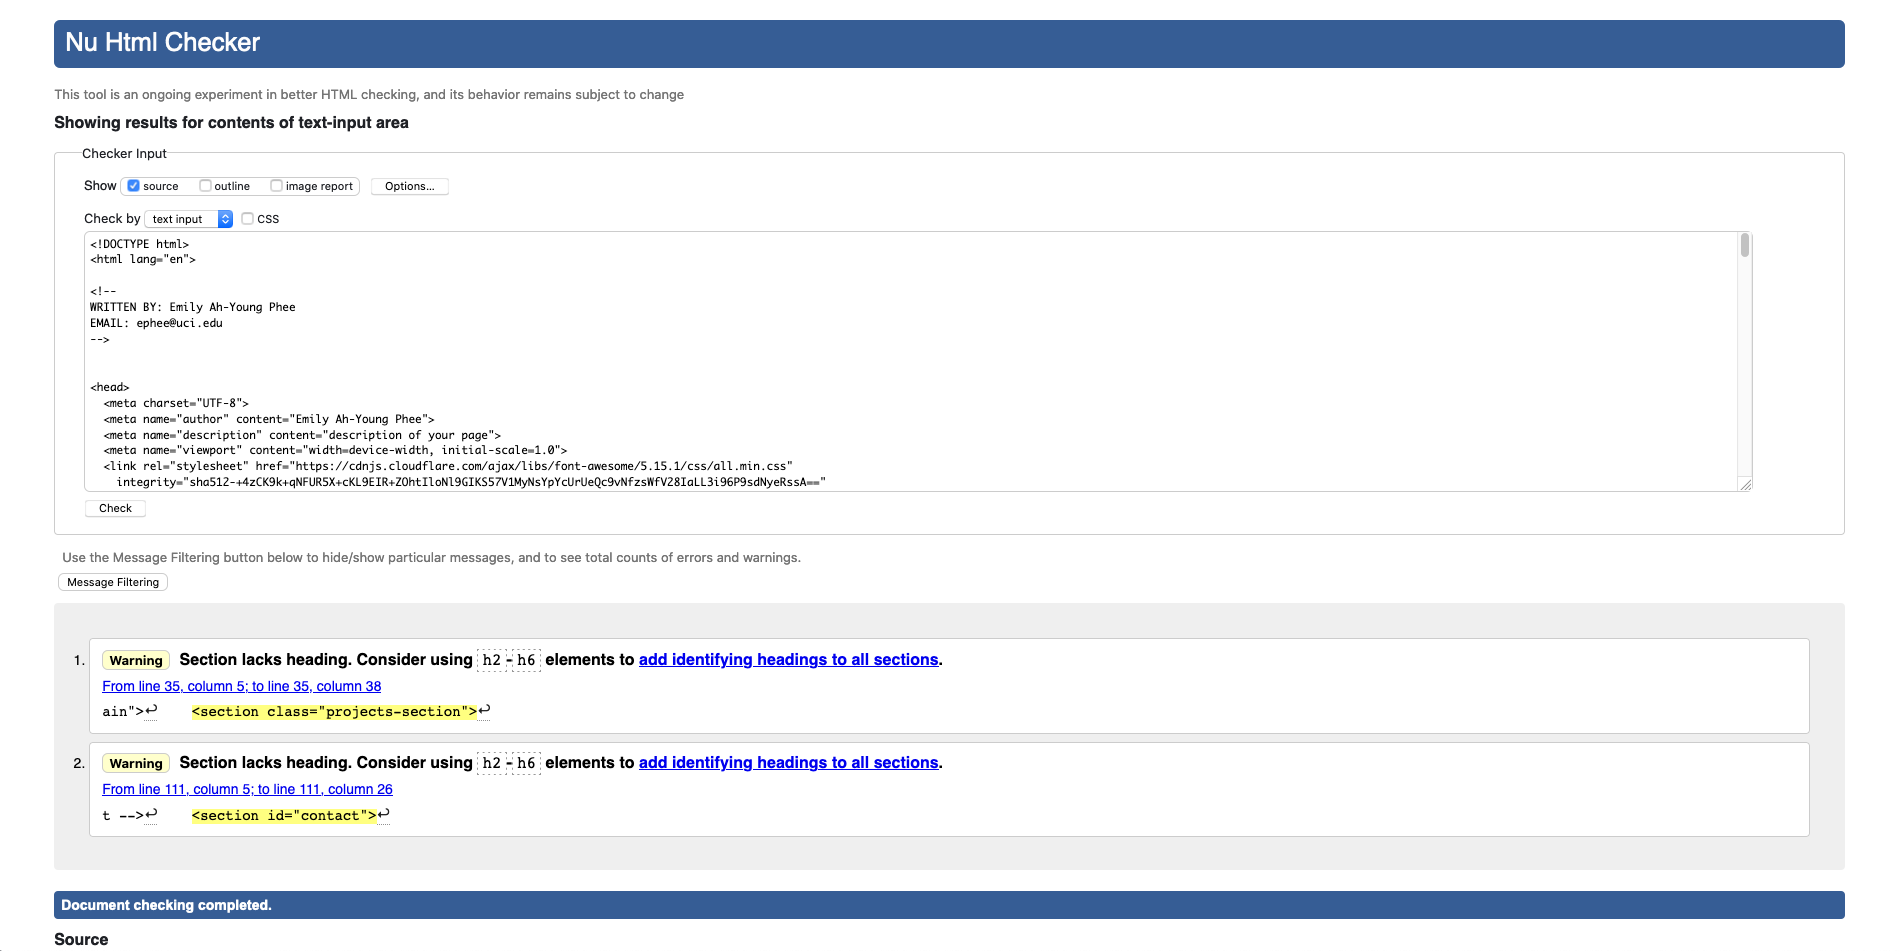 Nu Html Checker
This tool is an ongoing experiment in better HTML checking, and its behavior remains subject to change
Showing results for contents of text-input area
Checker Input
Show source outline image report Options...
Check by text input CSS
<!DOCTYPE html>
<html lang="en">
<!--
WRITTEN BY: Emily Ah-Young Phee
EMAIL: ephee@uci.edu
-->
<head>
<meta charset="UTF-8">
<meta name="author" content="Emily Ah-Young Phee">
<meta name="description" content="description of your page">
<meta name="viewport" content="width=device-width, initial-scale=1.0">
<link rel="stylesheet" href="https://cdnjs.cloudflare.com/ajax/libs/font-awesome/5.15.1/css/all.min.css"
integrity="sha512-+4zCK9k+qNFUR5X+cKL9EIR+ZOhtIloNl9GIKS57V1MyNsYpYcUrUeQc9vNfzsWfV28IaLL3i96P9sdNyeRssA=="
Check
Use the Message Filtering button below to hide/show particular messages, and to see total counts of errors and warnings.
Message Filtering
1. Warning Section lacks heading. Consider using h2-h6 elements to add identifying headings to all sections.
From line 35, column 5; to line 35, column 38
ain">↩ <section class="projects-section">↩
2. Warning Section lacks heading. Consider using h2-h6 elements to add identifying headings to all sections.
From line 111, column 5; to line 111, column 26
t -->↩ <section id="contact">↩
Document checking completed.
Source